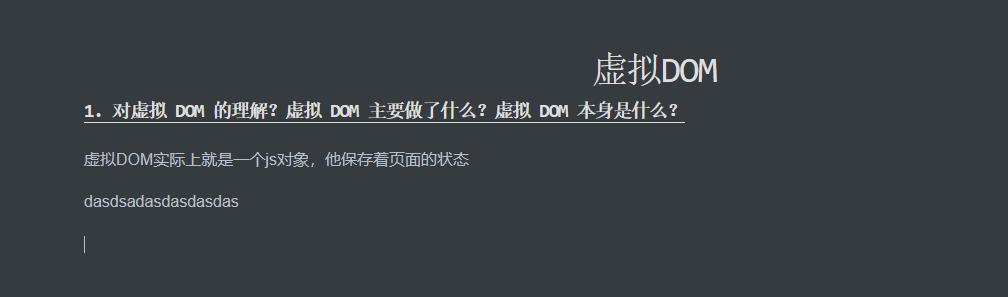 虚拟DOM
1. 对虚拟 DOM 的理解？虚拟 DOM 主要做了什么？虚拟 DOM 本身是什么？
虚拟DOM实际上就是一个js对象，他保存着页面的状态
dasdsadasdasdasdas